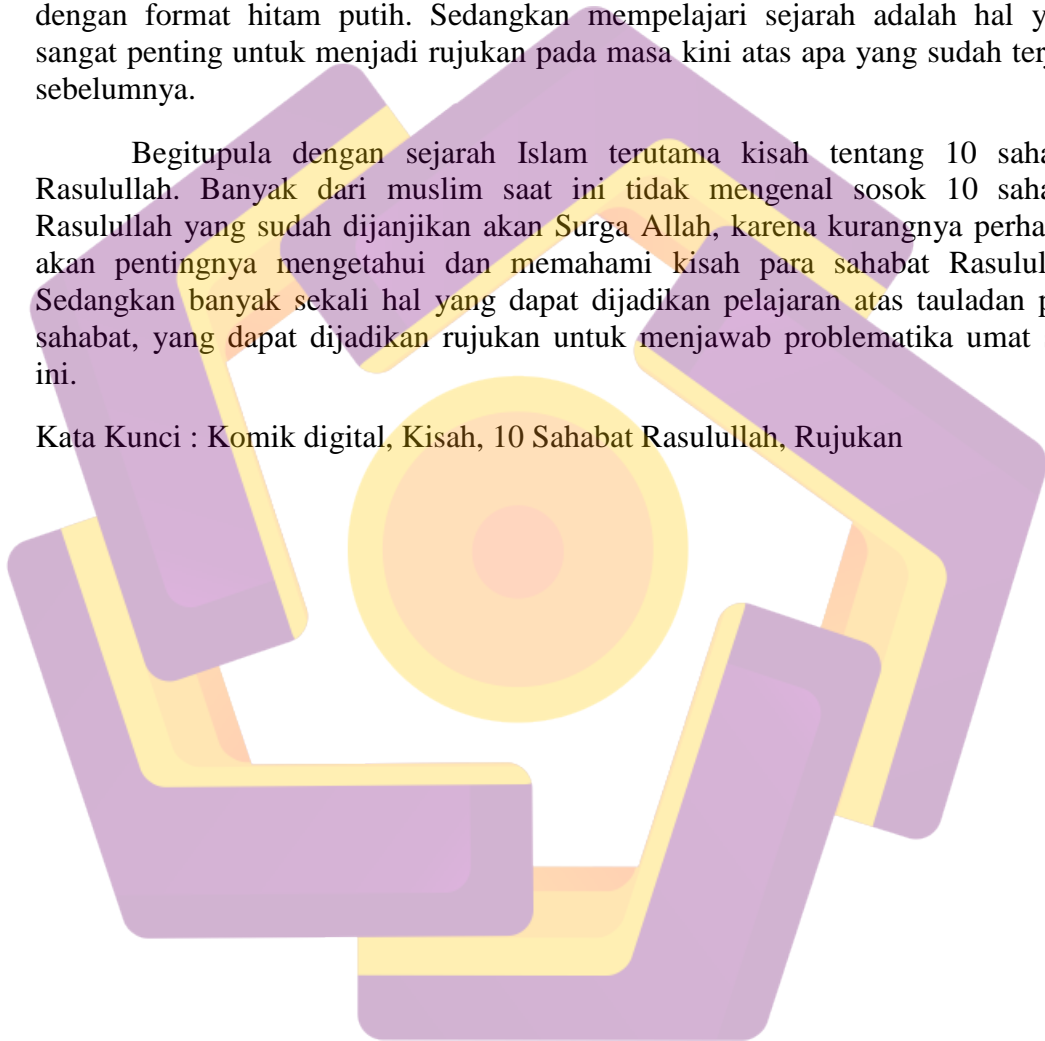 dengan format hitam putih. Sedangkan mempelajari sejarah adalah hal
sangat penting untuk menjadi rujukan pada masa kini atas apa yang sudah
sebelumnya.
Begitupula dengan sejarah Islam terutama kisah tentang 10
Rasulullah. Banyak dari muslim saat ini tidak mengenal sosok 10
Rasulullah yang sudah dijanjikan akan Surga Allah, karena kurangnya
akan pentingnya mengetahui dan memahami kisah para sahabat
Sedangkan banyak sekali hal yang dapat dijadikan pelajaran atas tauladan
sahabat, yang dapat dijadikan rujukan untuk menjawab problematika umat
ini.
Kata Kunci : Komik digital, Kisah, 10 Sahabat Rasulullah, Rujukan